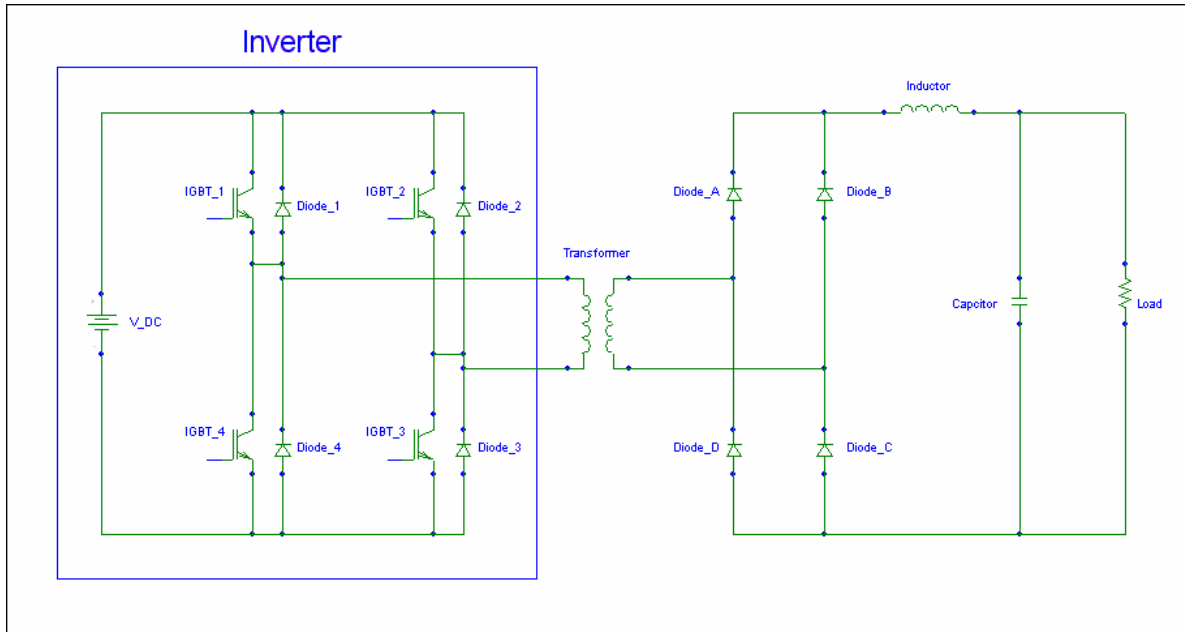 Inverter
Inductor
IGBT_1
Diode_1
IGBT_2
Diode_2
Diode_A
Diode_B
Transformer
V_DC
Capcitor
Load
IGBT_4
Diode_4
IGBT_3
Diode_3
Diode_D
Diode_C